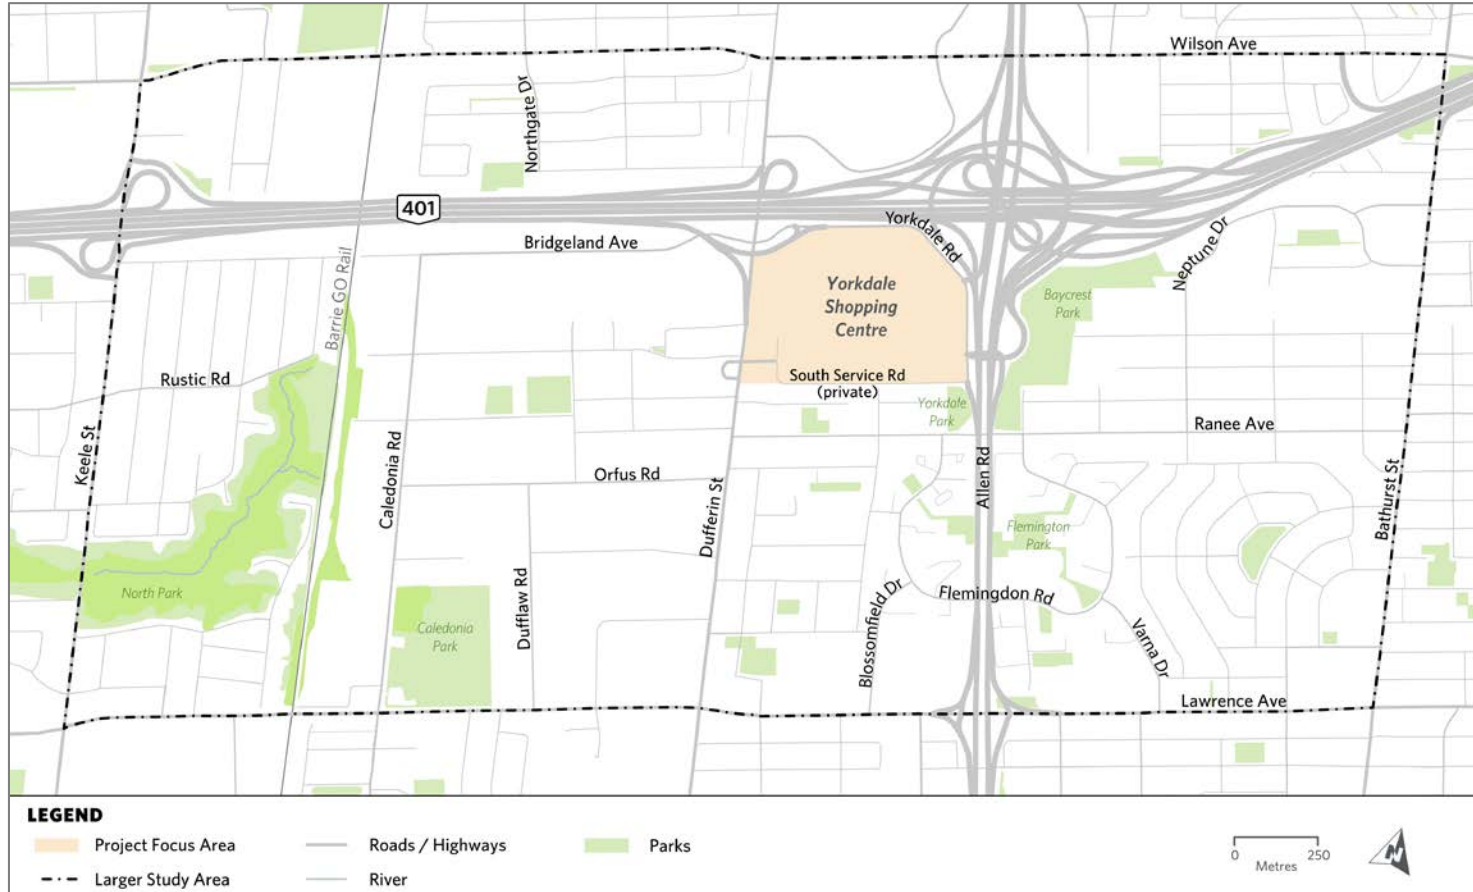 Wilson Ave
Northgate Dr
401
Yorkdale Rd
Bridgeland Ave
Neptune Dr
Barrie GO Rail
Yorkdale
Shopping
Centre
Baycrest
Park
Rustic Rd
South Service Rd
(private)
Yorkdale
Park
Ranee Ave
Keele St
Caledonia Rd
Orfus Rd
Dufferin St
Allen Rd
Bathurst St
Flemington
Park
North Park
Caledonia
Park
Dufflaw Rd
Blossomfield Dr
Flemingdon Rd
Varna Dr
Lawrence Ave
LEGEND
Project Focus Area
Roads / Highways
Parks
Larger Study Area
River
0 250
Metres
N